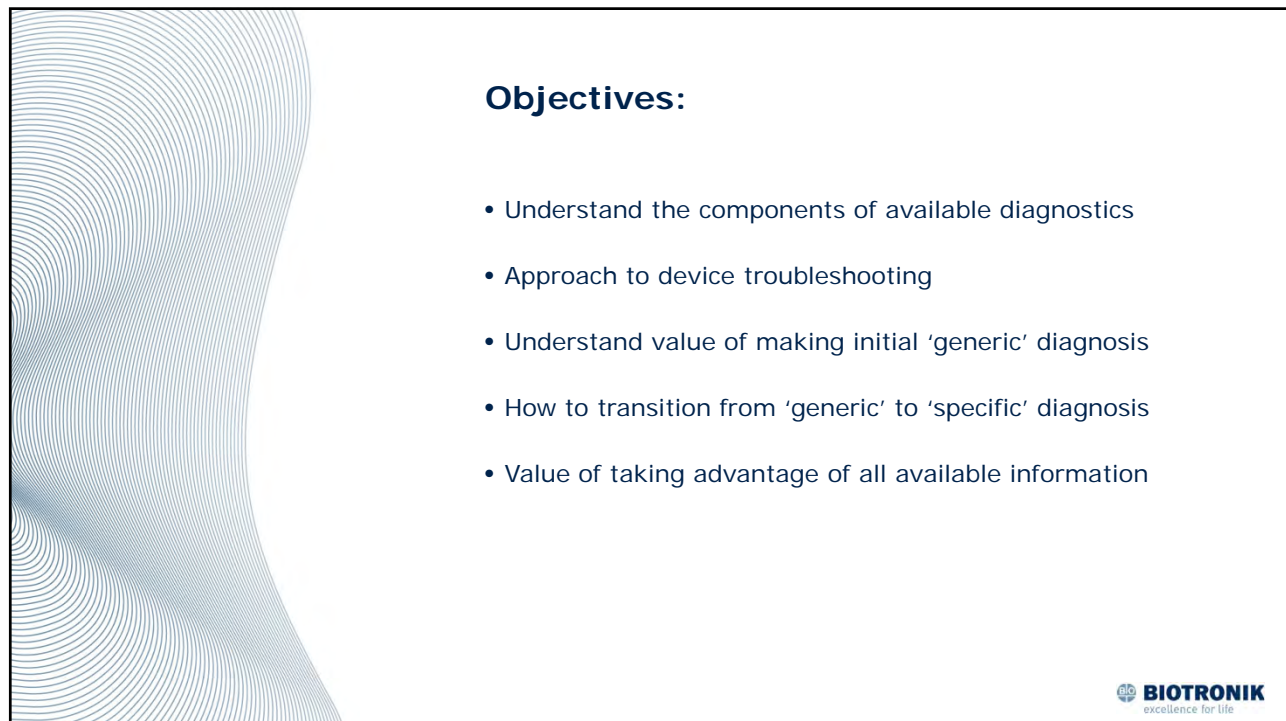 Objectives:
• Understand the components of available diagnostics
• Approach to device troubleshooting
• Understand value of making initial ‘generic’ diagnosis
• How to transition from ‘generic’ to ‘specific’ diagnosis
• Value of taking advantage of all available information
BIO BIOTRONIK
excellence for life